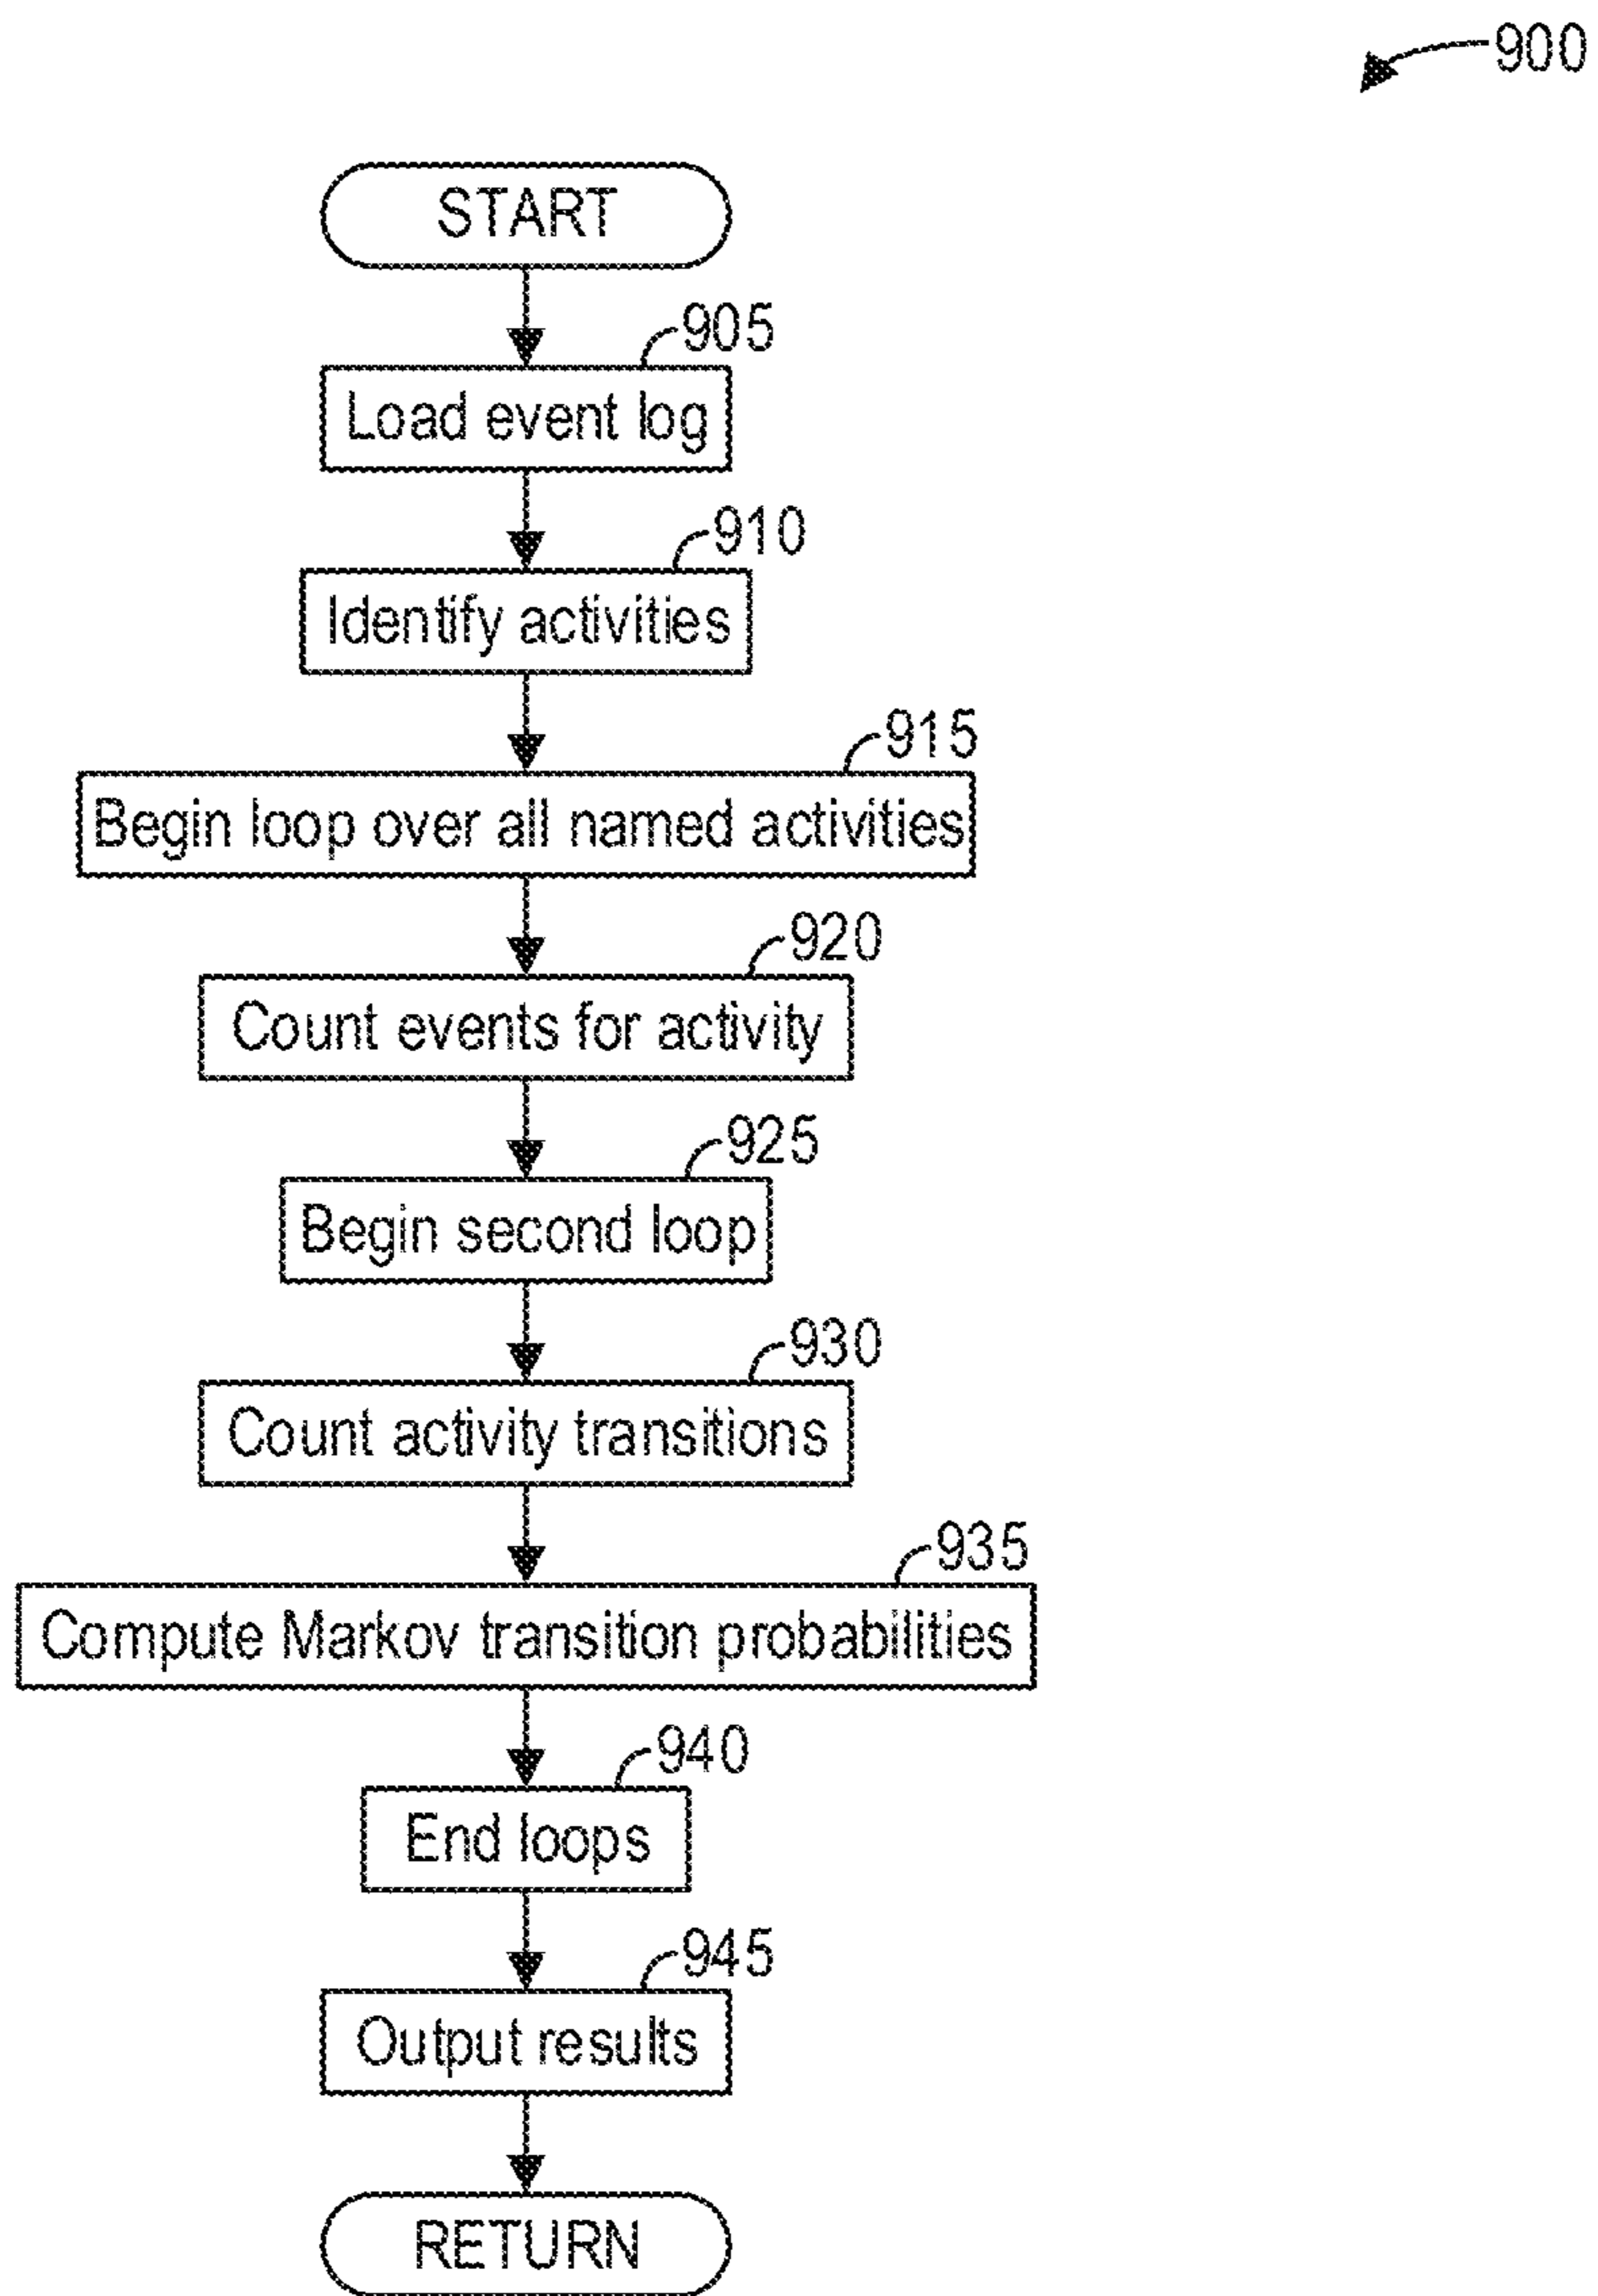 900
START
905
Load event log
910
Identify activities
915
Begin loop over all named activities
920
Count events for activity
925
Begin second loop
930
Count activity transitions
935
Compute Markov transition probabilities
940
End loops
945
Output results
RETURN